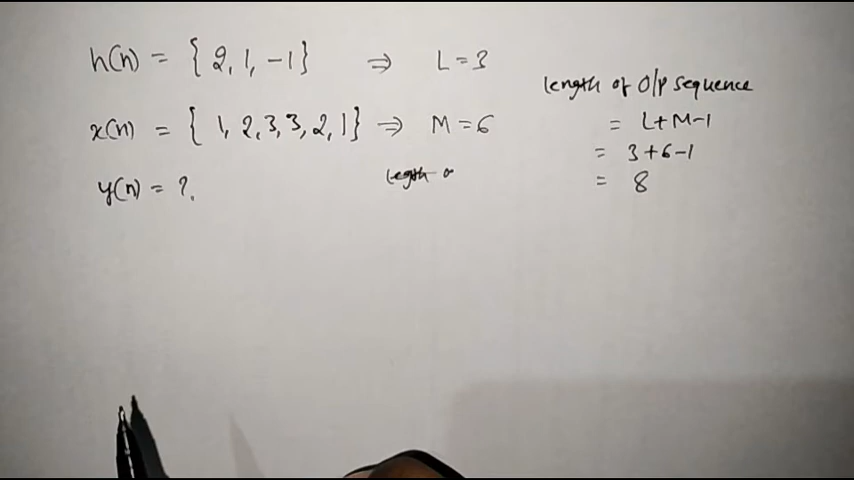 h(n) = { 2, 1, -1} ⇒ L = 3
x(n) = { 1, 2, 3, 3, 2, 1} ⇒ M = 6
y(n) = ?.
length of O/P sequence
= L+M-1
= 3+6-1
= 8